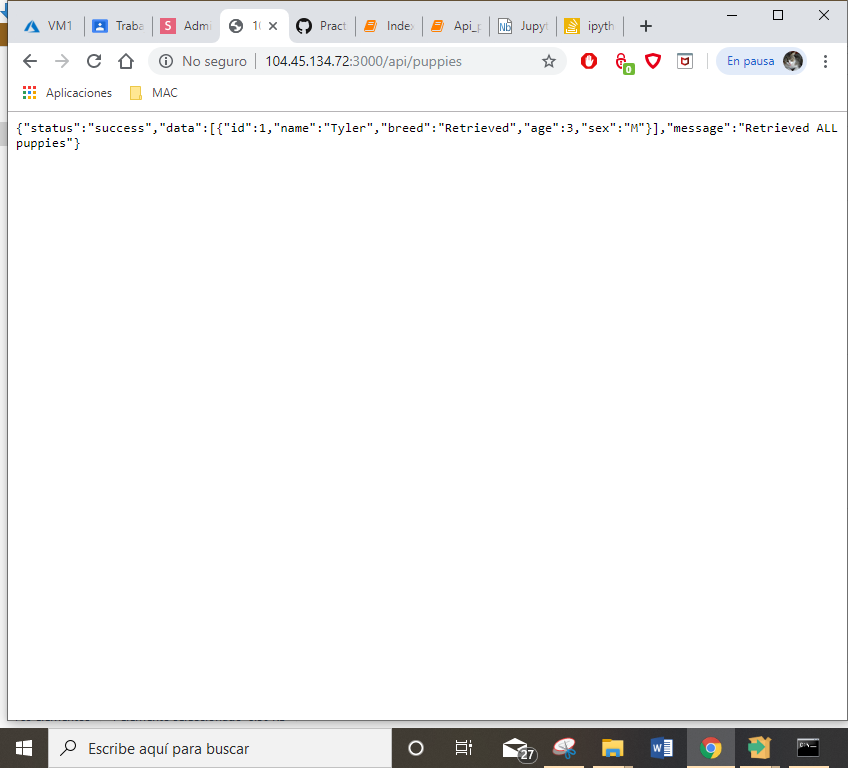 VM1
Traba
S
Admi
10
Pract
Index
Api_p
Nb
Jupyt
ipyth
No seguro
104.45.134.72:3000/api/puppies
0
En pausa
Aplicaciones
MAC
{"status":"success","data":[{"id":1,"name":"Tyler","breed":"Retrieved","age":3,"sex":"M"}],"message":"Retrieved ALL
puppies"}
Escribe aquí para buscar
27